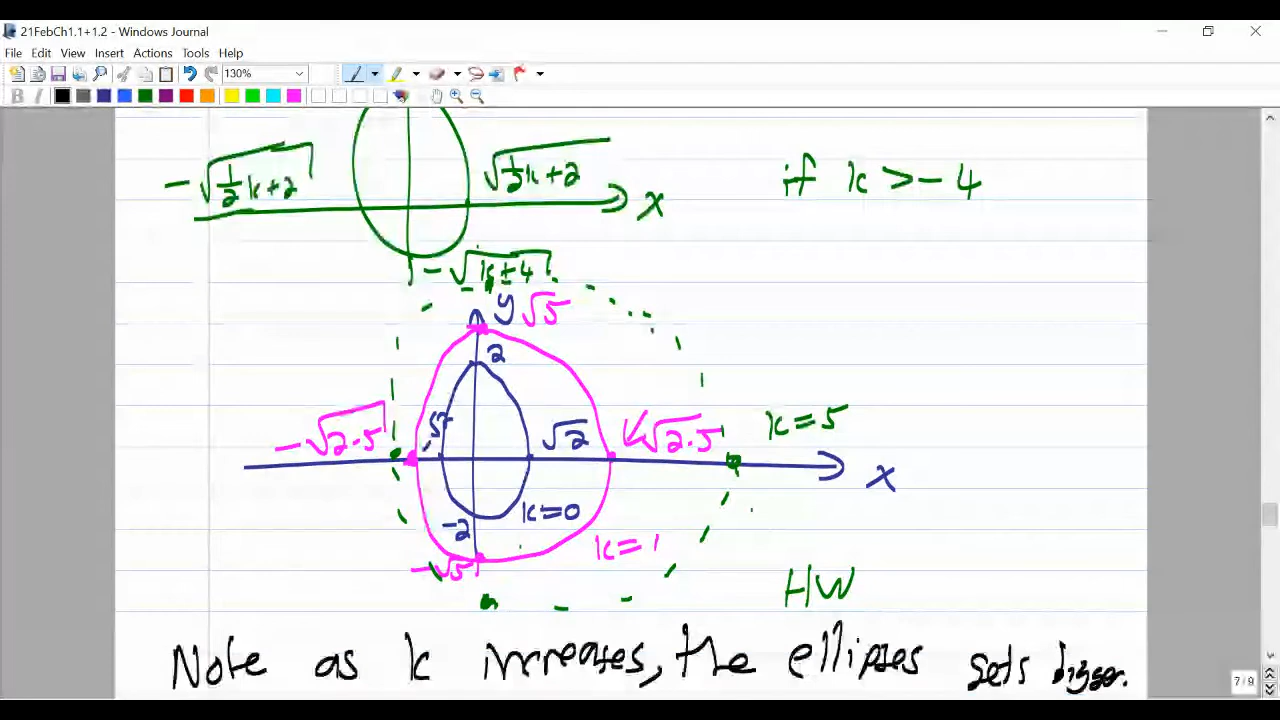 21FebCh1.1+1.2 - Windows Journal
File Edit View Insert Actions Tools Help
130%
B I
-√(½k+2) √(½k+2) x if k > -4
-√(k+4)
y √5
2
-√2.5 √2 √2.5 k=5
x
-2 k=0
-√5 k=1
HW
Note as k increases, the ellipses gets bigger.
7 / 9